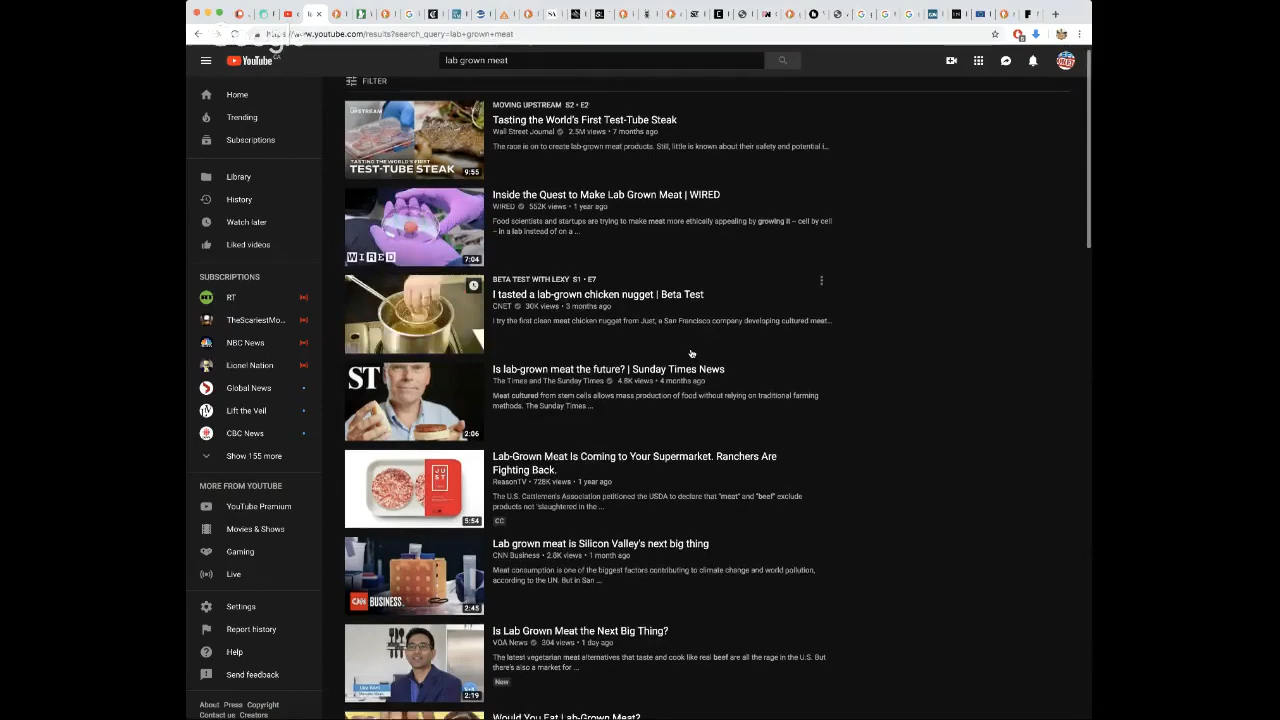 https://www.youtube.com/results?search_query=lab+grown+meat
YouTube CA
lab grown meat
FILTER
Home
Trending
Subscriptions
Library
History
Watch later
Liked videos
SUBSCRIPTIONS
RT
TheScariestMo...
NBC News
Lionel Nation
Global News
Lift the Veil
CBC News
Show 155 more
MORE FROM YOUTUBE
YouTube Premium
Movies & Shows
Gaming
Live
Settings
Report history
Help
Send feedback
About Press Copyright
Contact us Creators
UPSTREAM
TASTING THE WORLD'S FIRST
TEST-TUBE STEAK
9:55
MOVING UPSTREAM S2 • E2
Tasting the World's First Test-Tube Steak
Wall Street Journal 2.5M views • 7 months ago
The race is on to create lab-grown meat products. Still, little is known about their safety and potential i...
WIRED
7:04
Inside the Quest to Make Lab Grown Meat | WIRED
WIRED 552K views • 1 year ago
Food scientists and startups are trying to make meat more ethically appealing by growing it -- cell by cell
-- in a lab instead of on a ...
BETA TEST WITH LEXY S1 • E7
I tasted a lab-grown chicken nugget | Beta Test
CNET 30K views • 3 months ago
I try the first clean meat chicken nugget from Just, a San Francisco company developing cultured meat...
ST
2:06
Is lab-grown meat the future? | Sunday Times News
The Times and The Sunday Times 4.8K views • 4 months ago
Meat cultured from stem cells allows mass production of food without relying on traditional farming
methods. The Sunday Times ...
JUST
5:54
Lab-Grown Meat Is Coming to Your Supermarket. Ranchers Are
Fighting Back.
ReasonTV • 728K views • 1 year ago
The U.S. Cattlemen's Association petitioned the USDA to declare that "meat" and "beef" exclude
products not 'slaughtered in the ...
CC
CNN BUSINESS
2:45
Lab grown meat is Silicon Valley's next big thing
CNN Business • 2.8K views • 1 month ago
Meat consumption is one of the biggest factors contributing to climate change and world pollution,
according to the UN. But in San ...
2:19
Is Lab Grown Meat the Next Big Thing?
VOA News 304 views • 1 day ago
The latest vegetarian meat alternatives that taste and cook like real beef are all the rage in the U.S. But
there's also a market for ...
New
Would You Eat Lab-Grown Meat?